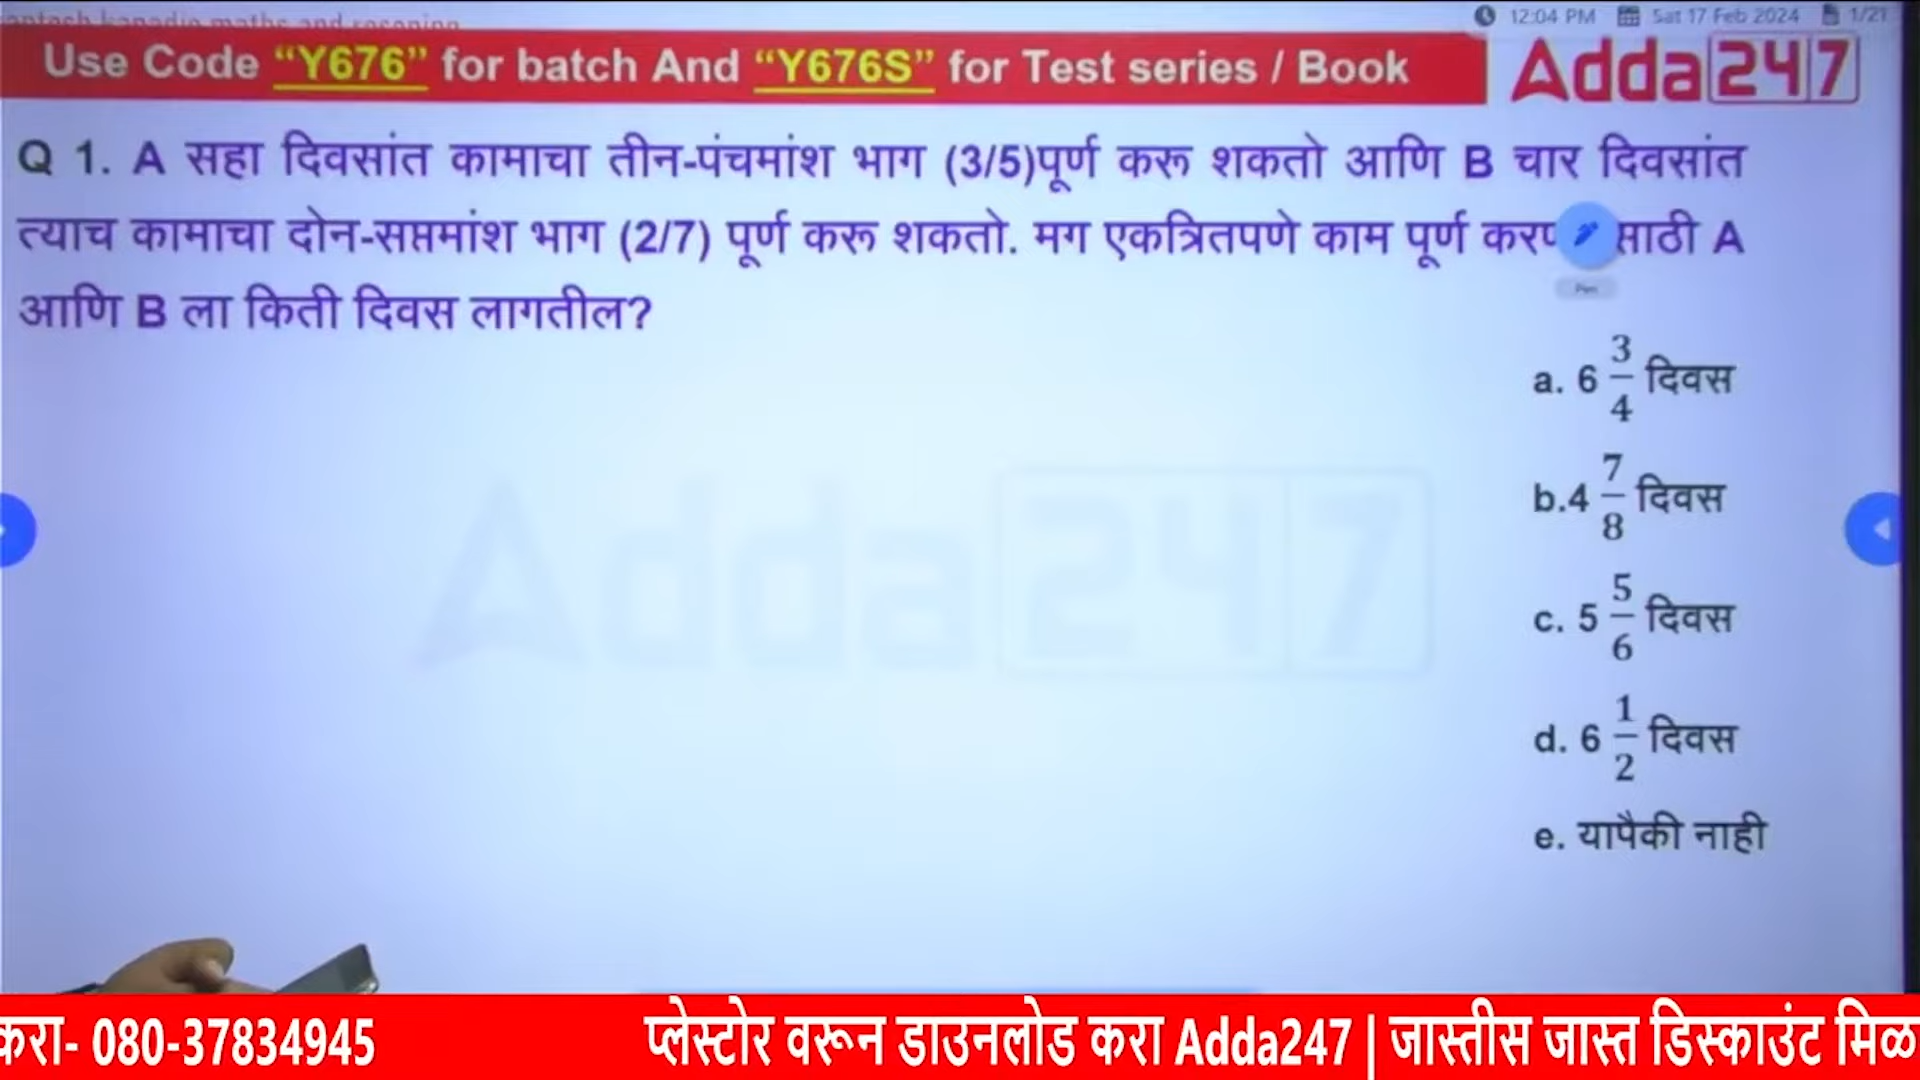 12:04 PM Sat 17 Feb 2024 1/21
Use Code “Y676” for batch And “Y676S” for Test series / Book
Adda247
Q 1. A सहा दिवसांत कामाचा तीन-पंचमांश भाग (3/5)पूर्ण करू शकतो आणि B चार दिवसांत
त्याच कामाचा दोन-सप्तमांश भाग (2/7) पूर्ण करू शकतो. मग एकत्रितपणे काम पूर्ण साठी A
आणि B ला किती दिवस लागतील?
Pen
a. 6 3/4 दिवस
b.4 7/8 दिवस
c. 5 5/6 दिवस
d. 6 1/2 दिवस
e. यापैकी नाही
Adda247
करा- 080-37834945 प्लेस्टोर वरून डाउनलोड करा Adda247 | जास्तीस जास्त डिस्काउंट